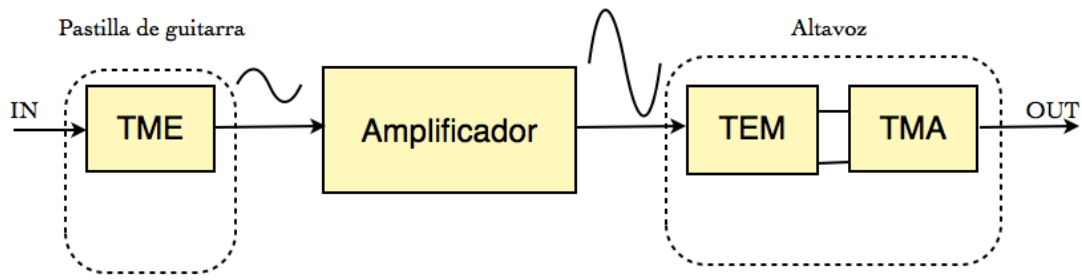 Pastilla de guitarra
Altavoz
IN
TME
Amplificador
TEM
TMA
OUT